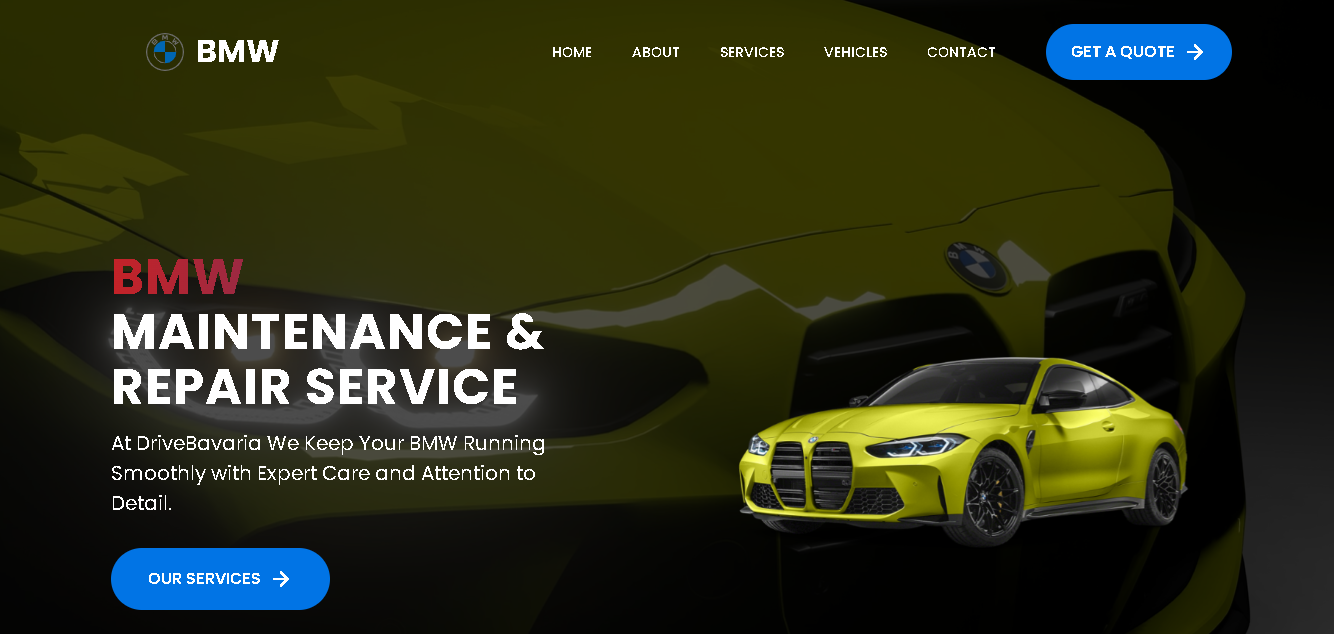 BMW
HOME ABOUT SERVICES VEHICLES CONTACT GET A QUOTE
BMW
MAINTENANCE &
REPAIR SERVICE
At DriveBavaria We Keep Your BMW Running
Smoothly with Expert Care and Attention to
Detail.
OUR SERVICES